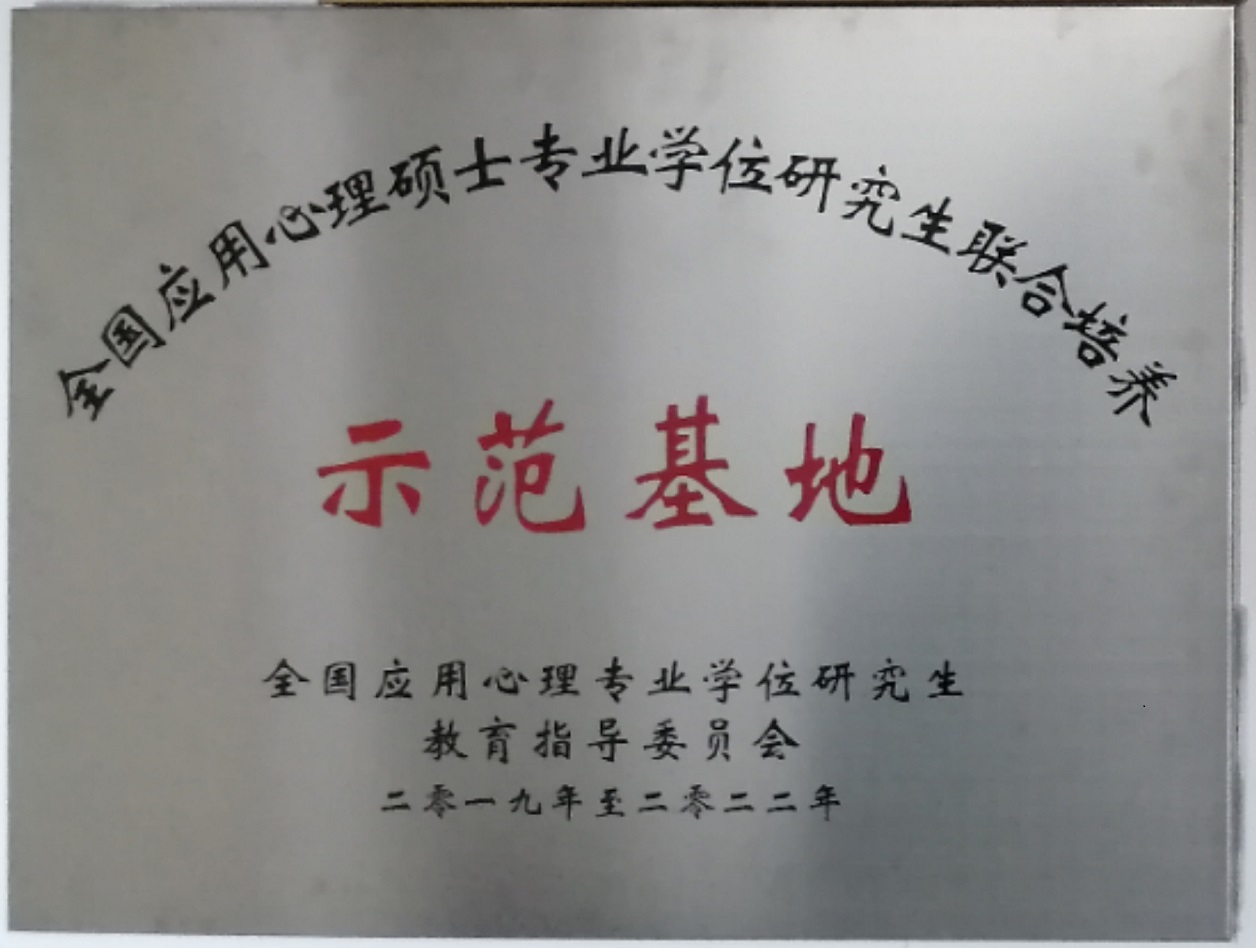 全国应用心理硕士专业学位研究生联合培养
示范基地
全国应用心理专业学位研究生
教育指导委员会
二零一九年至二零二二年